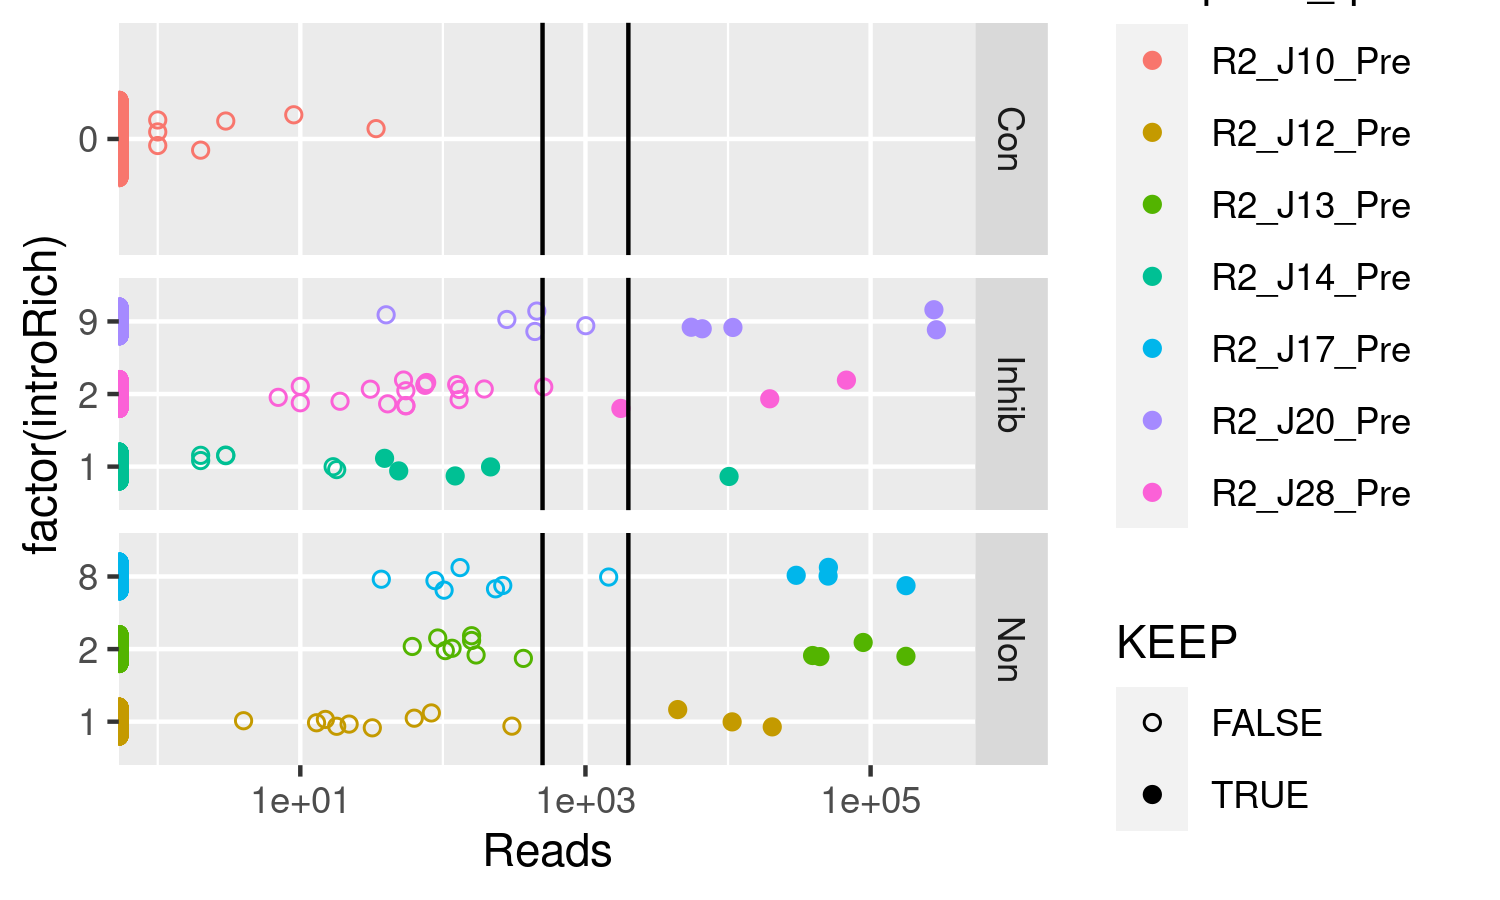 factor(introRich)
0
Con
9
2
1
Inhib
8
2
1
Non
1e+01 1e+03 1e+05
Reads
R2_J10_Pre
R2_J12_Pre
R2_J13_Pre
R2_J14_Pre
R2_J17_Pre
R2_J20_Pre
R2_J28_Pre
KEEP
FALSE
TRUE